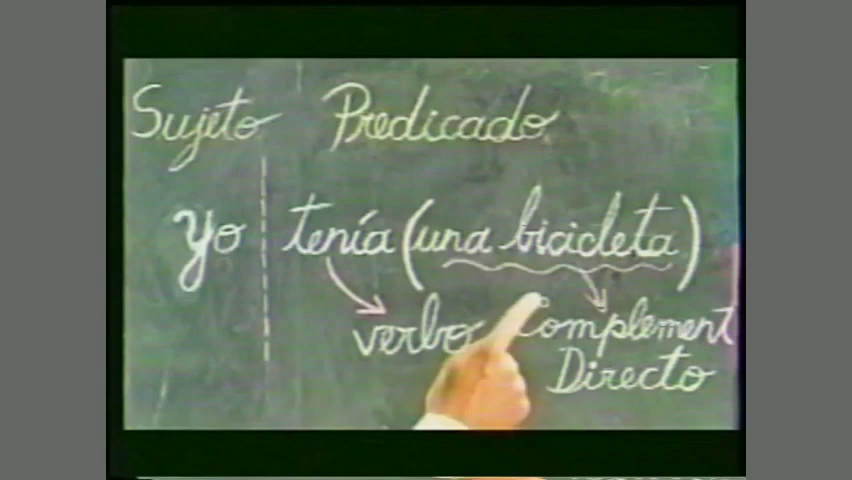 Sujeto Predicado
yo tenía (una bicicleta)
verbo Complement
Directo